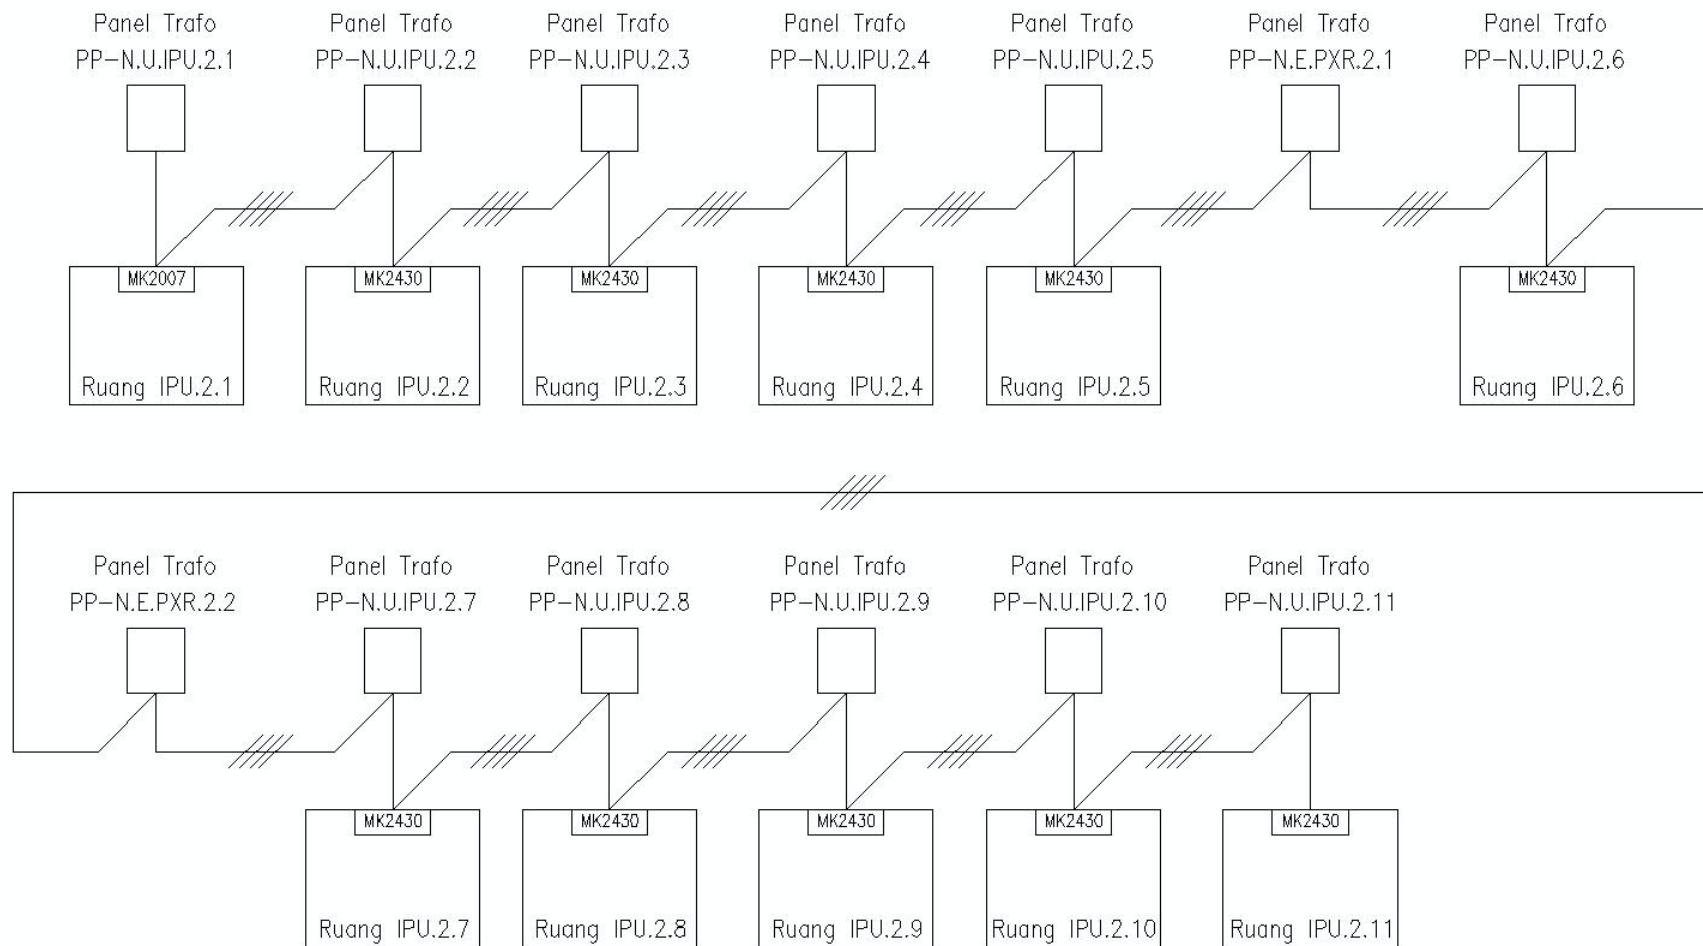 Panel Trafo
PP-N.U.IPU.2.1
Panel Trafo
PP-N.U.IPU.2.2
Panel Trafo
PP-N.U.IPU.2.3
Panel Trafo
PP-N.U.IPU.2.4
Panel Trafo
PP-N.U.IPU.2.5
Panel Trafo
PP-N.E.PXR.2.1
Panel Trafo
PP-N.U.IPU.2.6
MK2007
Ruang IPU.2.1
MK2430
Ruang IPU.2.2
MK2430
Ruang IPU.2.3
MK2430
Ruang IPU.2.4
MK2430
Ruang IPU.2.5
MK2430
Ruang IPU.2.6
Panel Trafo
PP-N.E.PXR.2.2
Panel Trafo
PP-N.U.IPU.2.7
Panel Trafo
PP-N.U.IPU.2.8
Panel Trafo
PP-N.U.IPU.2.9
Panel Trafo
PP-N.U.IPU.2.10
Panel Trafo
PP-N.U.IPU.2.11
MK2430
Ruang IPU.2.7
MK2430
Ruang IPU.2.8
MK2430
Ruang IPU.2.9
MK2430
Ruang IPU.2.10
MK2430
Ruang IPU.2.11